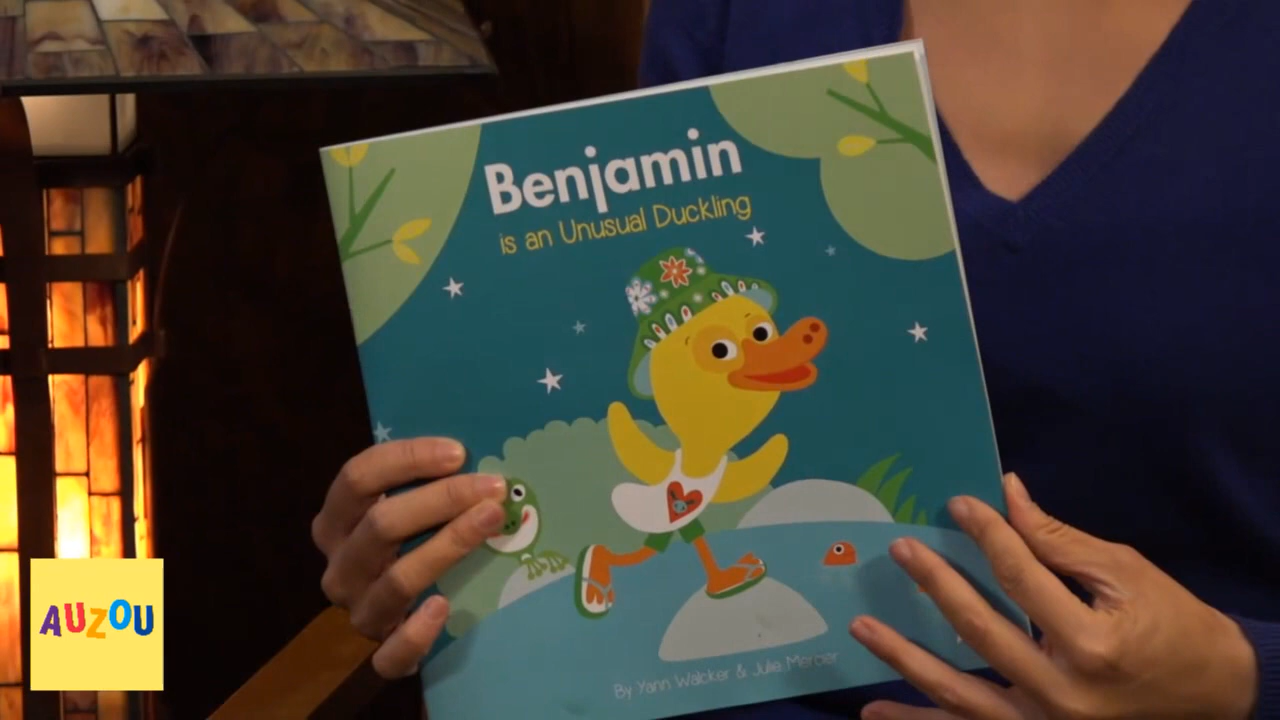 Benjamin
is an Unusual Duckling
By Yann Walcker & Julie Mercier
AUZOU